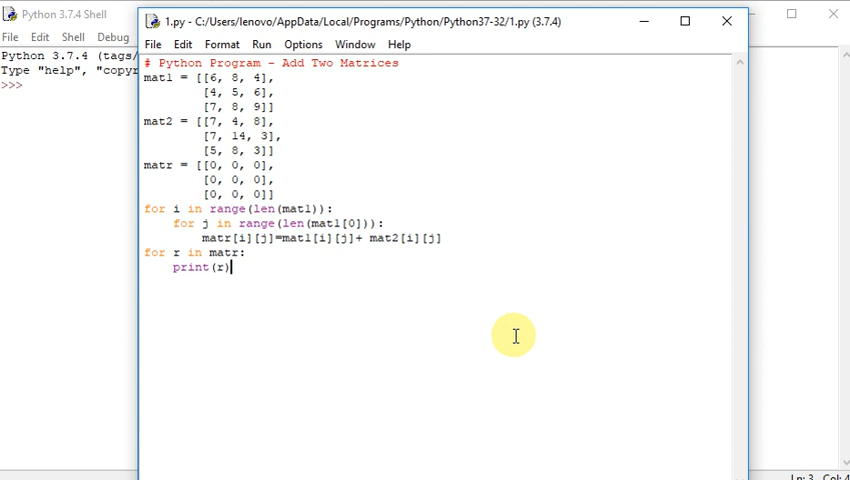 Python 3.7.4 Shell
File Edit Shell Debug
Python 3.7.4 (tags/
Type "help", "copyr
>>>
1.py - C:/Users/lenovo/AppData/Local/Programs/Python/Python37-32/1.py (3.7.4)
File Edit Format Run Options Window Help
# Python Program - Add Two Matrices
mat1 = [[6, 8, 4],
[4, 5, 6],
[7, 8, 9]]
mat2 = [[7, 4, 8],
[7, 14, 3],
[5, 8, 3]]
matr = [[0, 0, 0],
[0, 0, 0],
[0, 0, 0]]
for i in range(len(mat1)):
for j in range(len(mat1[0])):
matr[i][j]=mat1[i][j]+ mat2[i][j]
for r in matr:
print(r)
Ln: 3 Col: 4